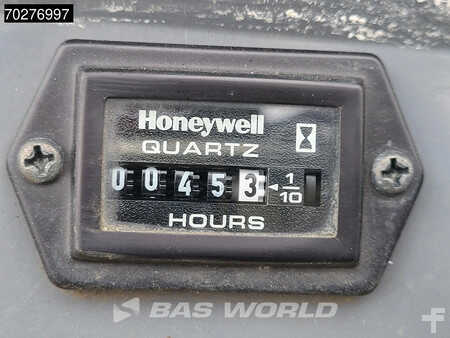 70276997
Honeywell
QUARTZ
0 0 4 5 3 ◄ 1/10
HOURS
BAS WORLD
F